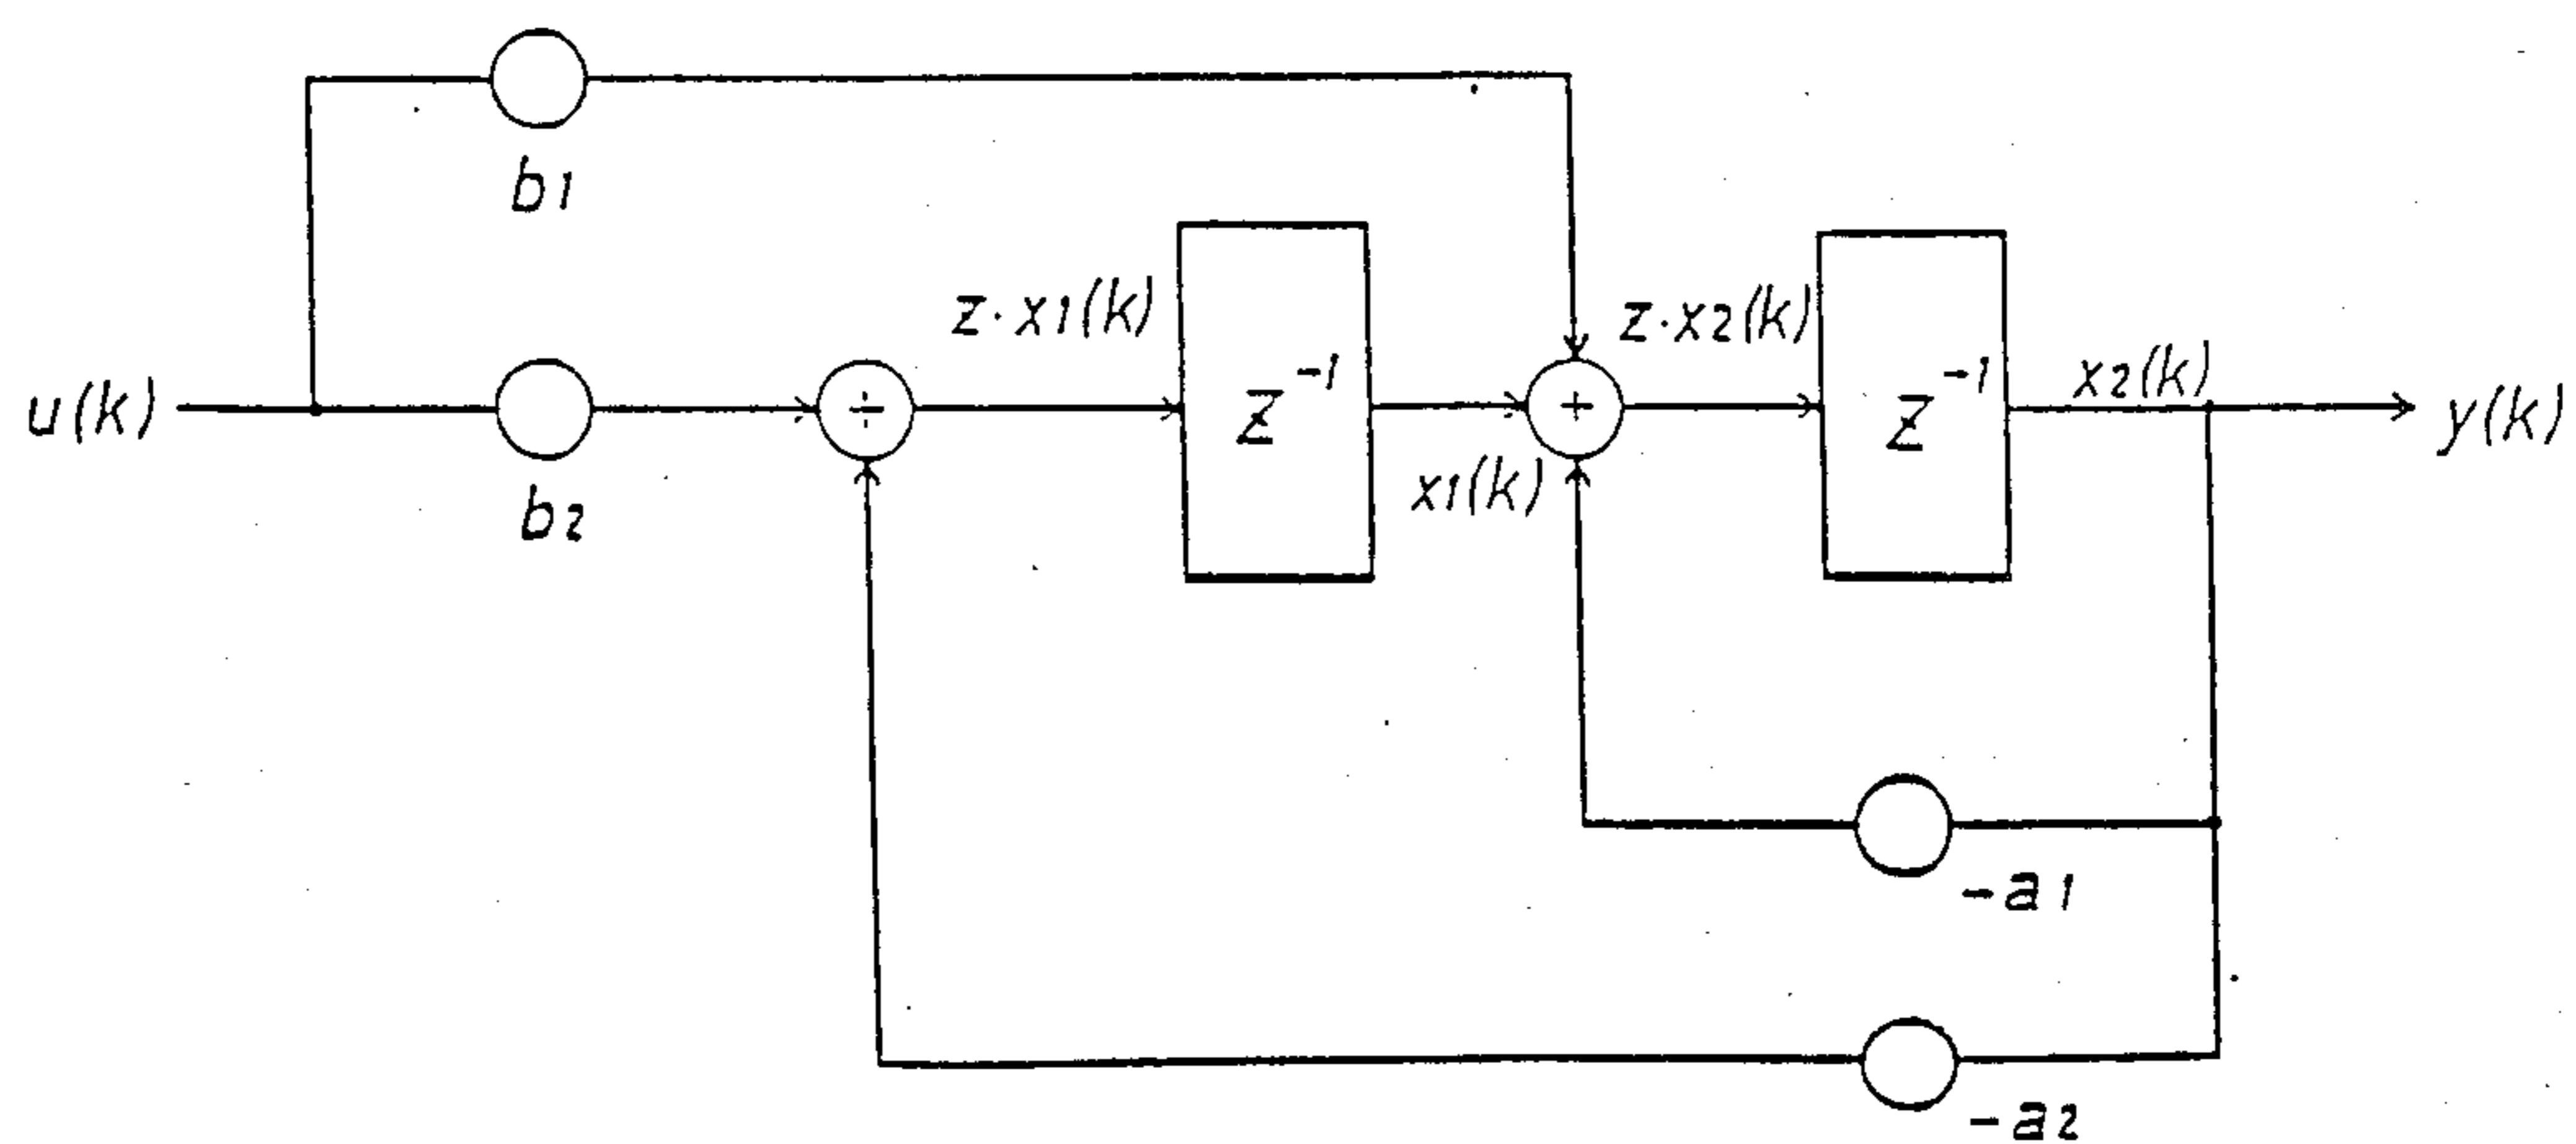 b1
z·x1(k)
z·x2(k)
u(k)
+
z⁻¹
+
z⁻¹
x2(k)
y(k)
x1(k)
b2
-a1
-a2